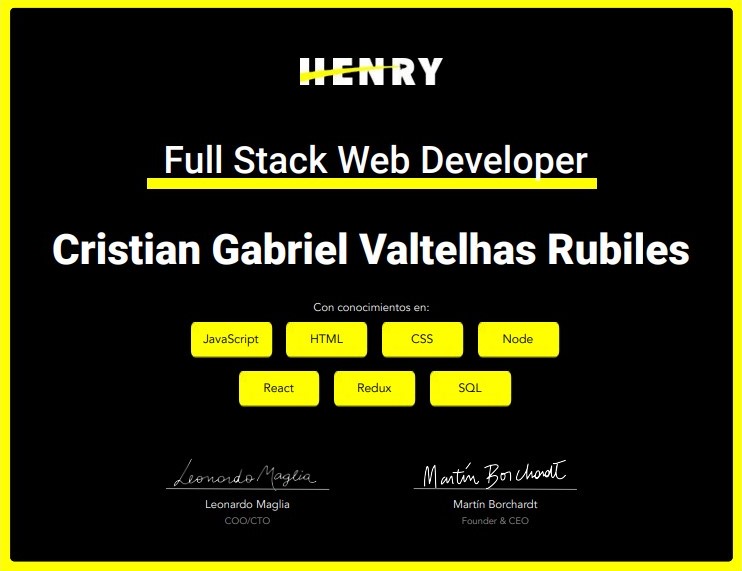 HENRY
Full Stack Web Developer
Cristian Gabriel Valtelhas Rubiles
Con conocimientos en:
JavaScript HTML CSS Node
React Redux SQL
Leonardo Maglia Martín Borchardt
Leonardo Maglia Martín Borchardt
COO/CTO Founder & CEO